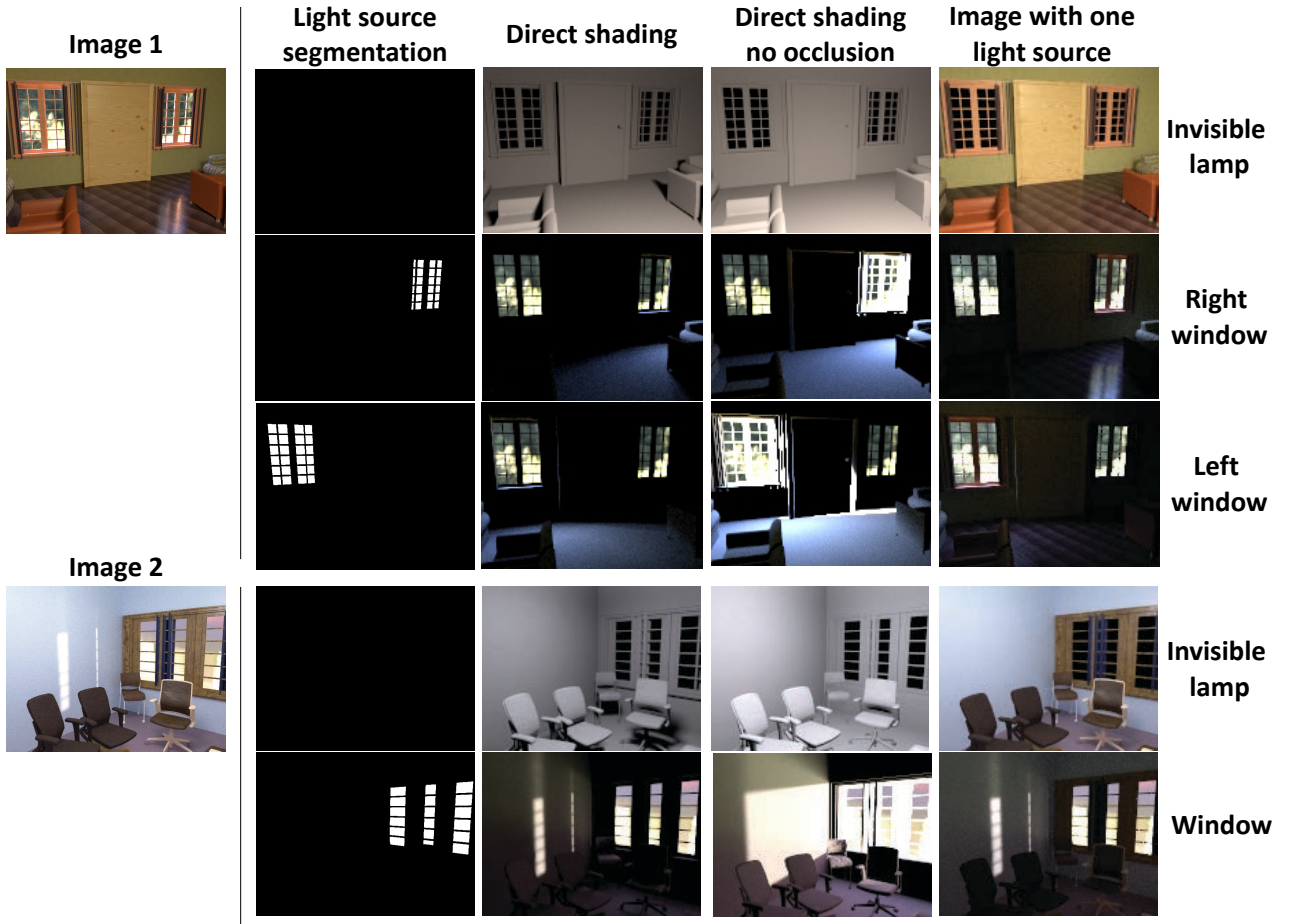 Image 1
Light source
segmentation
Direct shading
Direct shading
no occlusion
Image with one
light source
Invisible
lamp
Right
window
Left
window
Image 2
Invisible
lamp
Window